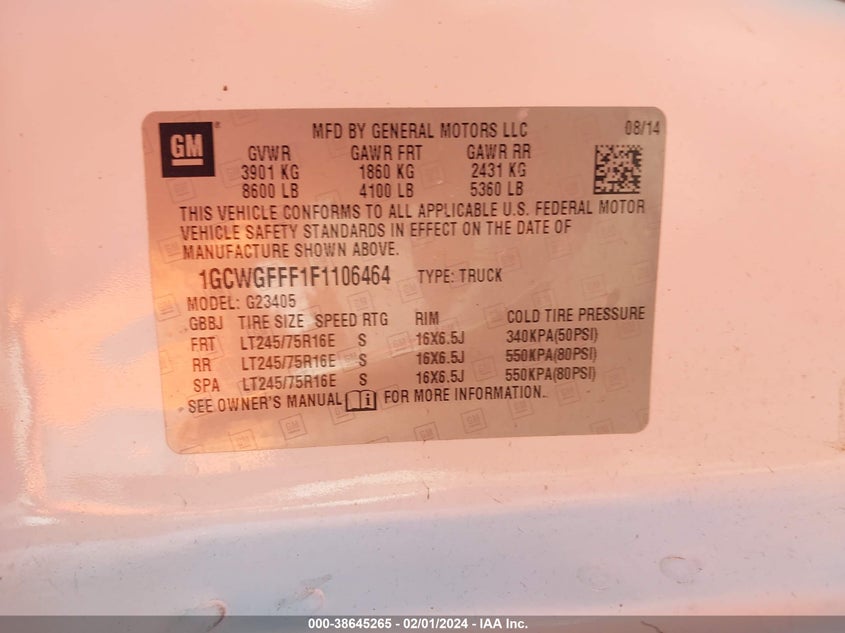 GM
MFD BY GENERAL MOTORS LLC 08/14
GVWR GAWR FRT GAWR RR
3901 KG 1860 KG 2431 KG
8600 LB 4100 LB 5360 LB
THIS VEHICLE CONFORMS TO ALL APPLICABLE U.S. FEDERAL MOTOR
VEHICLE SAFETY STANDARDS IN EFFECT ON THE DATE OF
MANUFACTURE SHOWN ABOVE.
1GCWGFFF1F1106464 TYPE: TRUCK
MODEL: G23405
GBBJ TIRE SIZE SPEED RTG RIM COLD TIRE PRESSURE
FRT LT245/75R16E S 16X6.5J 340KPA(50PSI)
RR LT245/75R16E S 16X6.5J 550KPA(80PSI)
SPA LT245/75R16E S 16X6.5J 550KPA(80PSI)
SEE OWNER'S MANUAL i FOR MORE INFORMATION.
000-38645265 - 02/01/2024 - IAA Inc.